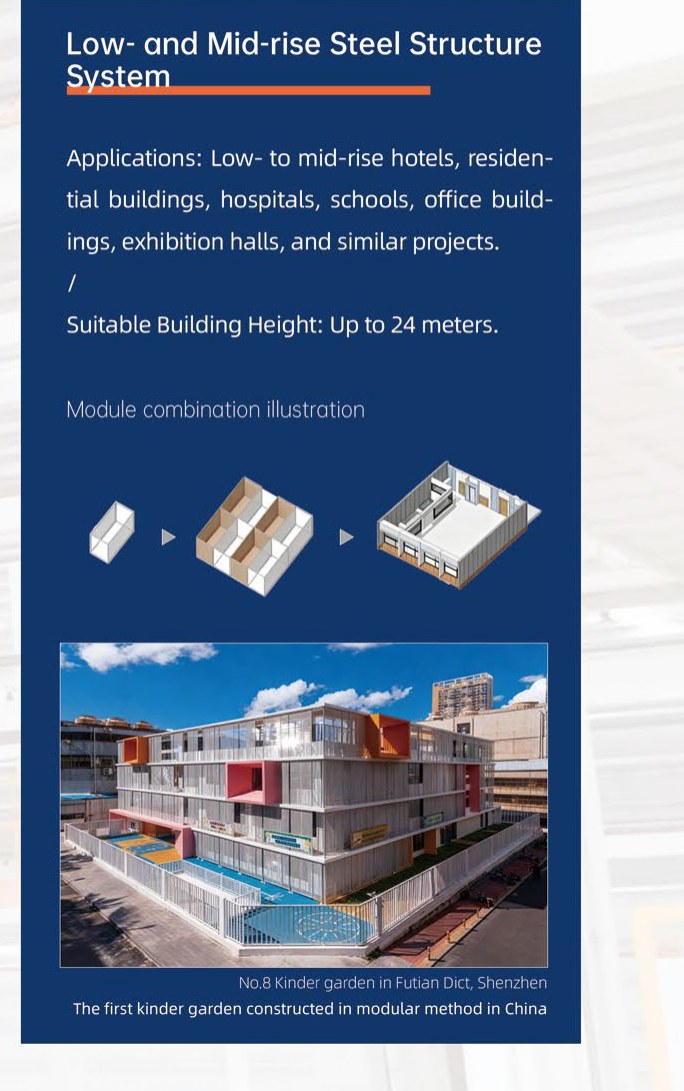 Low- and Mid-rise Steel Structure
System
Applications: Low- to mid-rise hotels, residen-
tial buildings, hospitals, schools, office build-
ings, exhibition halls, and similar projects.
/
Suitable Building Height: Up to 24 meters.
Module combination illustration
No.8 Kinder garden in Futian Dict, Shenzhen
The first kinder garden constructed in modular method in China